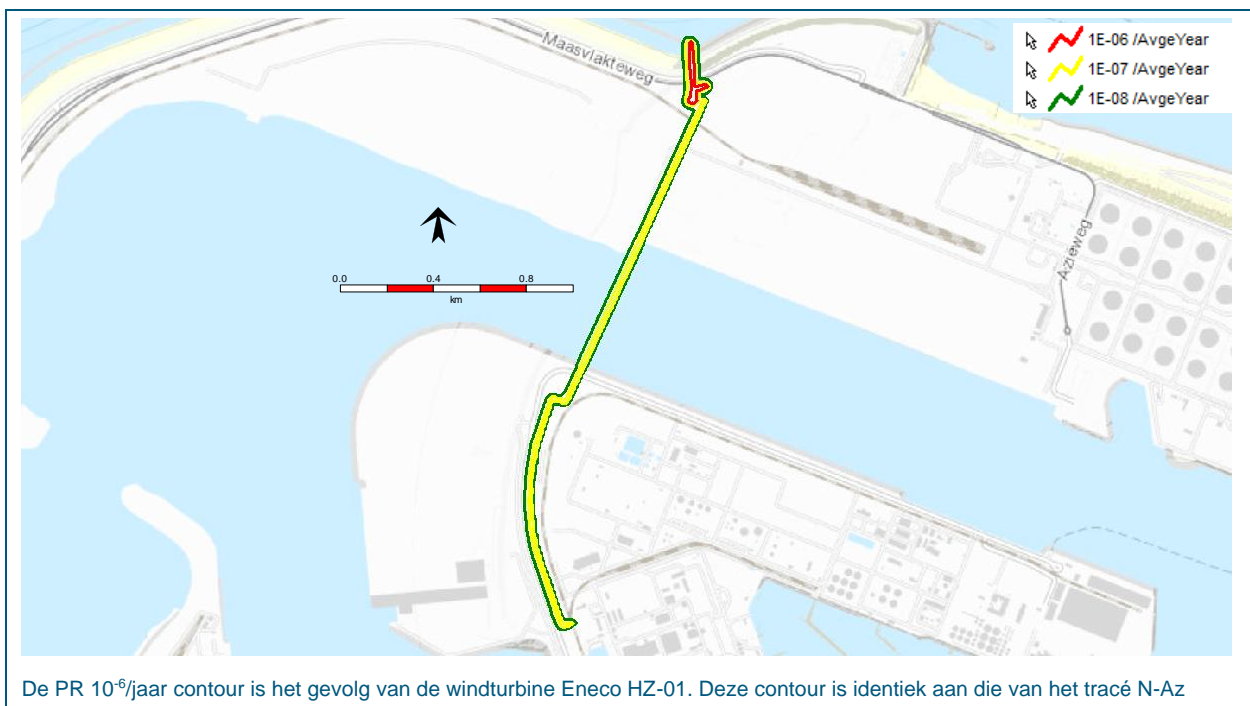 1E-06 /AvgeYear
1E-07 /AvgeYear
1E-08 /AvgeYear
Maasvlakteweg
Azieweg
0.0 0.4 0.8
km
De PR 10⁻⁶/jaar contour is het gevolg van de windturbine Eneco HZ-01. Deze contour is identiek aan die van het tracé N-Az